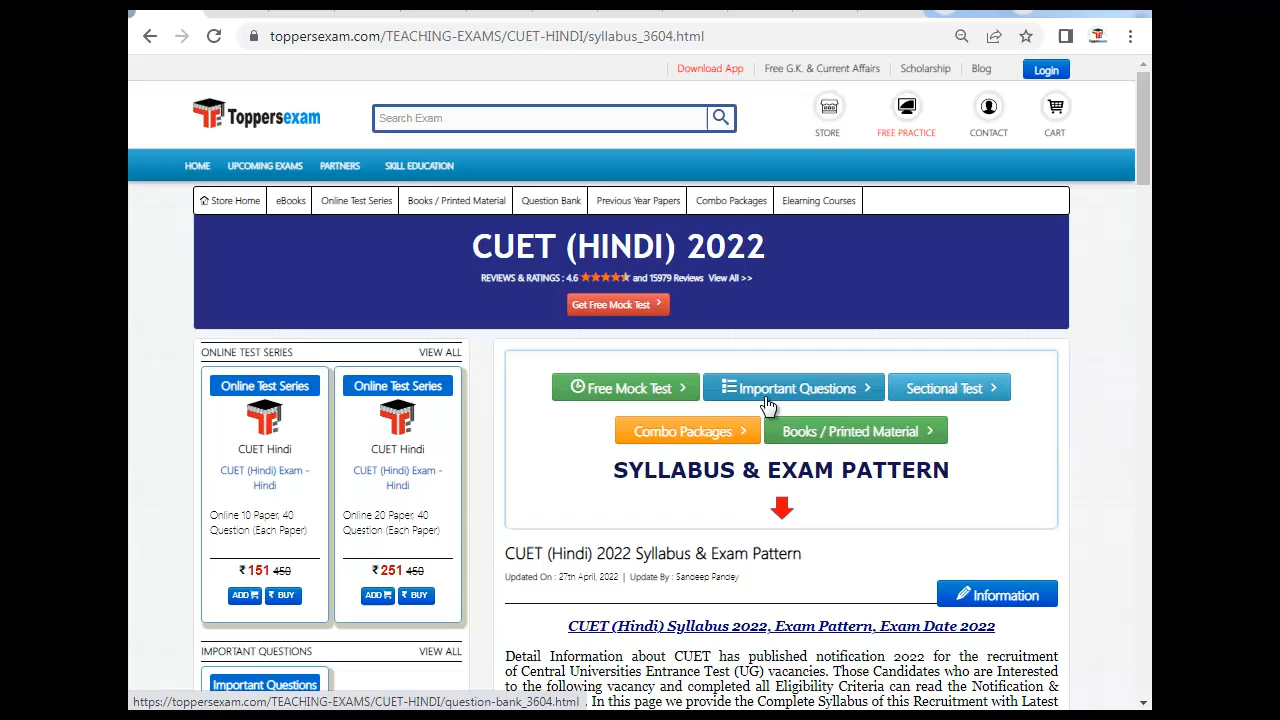 toppersexam.com/TEACHING-EXAMS/CUET-HINDI/syllabus_3604.html
Download App Free G.K. & Current Affairs Scholarship Blog Login
Toppersexam
Search Exam
STORE FREE PRACTICE CONTACT CART
HOME UPCOMING EXAMS PARTNERS SKILL EDUCATION
Store Home eBooks Online Test Series Books / Printed Material Question Bank Previous Year Papers Combo Packages Elearning Courses
CUET (HINDI) 2022
REVIEWS & RATINGS : 4.6 and 15979 Reviews View All >>
Get Free Mock Test
ONLINE TEST SERIES VIEW ALL
Online Test Series
CUET Hindi
CUET (Hindi) Exam -
Hindi
Online 10 Paper, 40
Question (Each Paper)
₹ 151 450
ADD ₹ BUY
Online Test Series
CUET Hindi
CUET (Hindi) Exam -
Hindi
Online 20 Paper, 40
Question (Each Paper)
₹ 251 450
ADD ₹ BUY
IMPORTANT QUESTIONS VIEW ALL
Important Questions
Free Mock Test Important Questions Sectional Test
Combo Packages Books / Printed Material
SYLLABUS & EXAM PATTERN
CUET (Hindi) 2022 Syllabus & Exam Pattern
Updated On : 27th April, 2022 | Update By : Sandeep Pandey
Information
CUET (Hindi) Syllabus 2022, Exam Pattern, Exam Date 2022
Detail Information about CUET has published notification 2022 for the recruitment
of Central Universities Entrance Test (UG) vacancies. Those Candidates who are Interested
to the following vacancy and completed all Eligibility Criteria can read the Notification &
. In this page we provide the Complete Syllabus of this Recruitment with Latest
https://toppersexam.com/TEACHING-EXAMS/CUET-HINDI/question-bank_3604.html